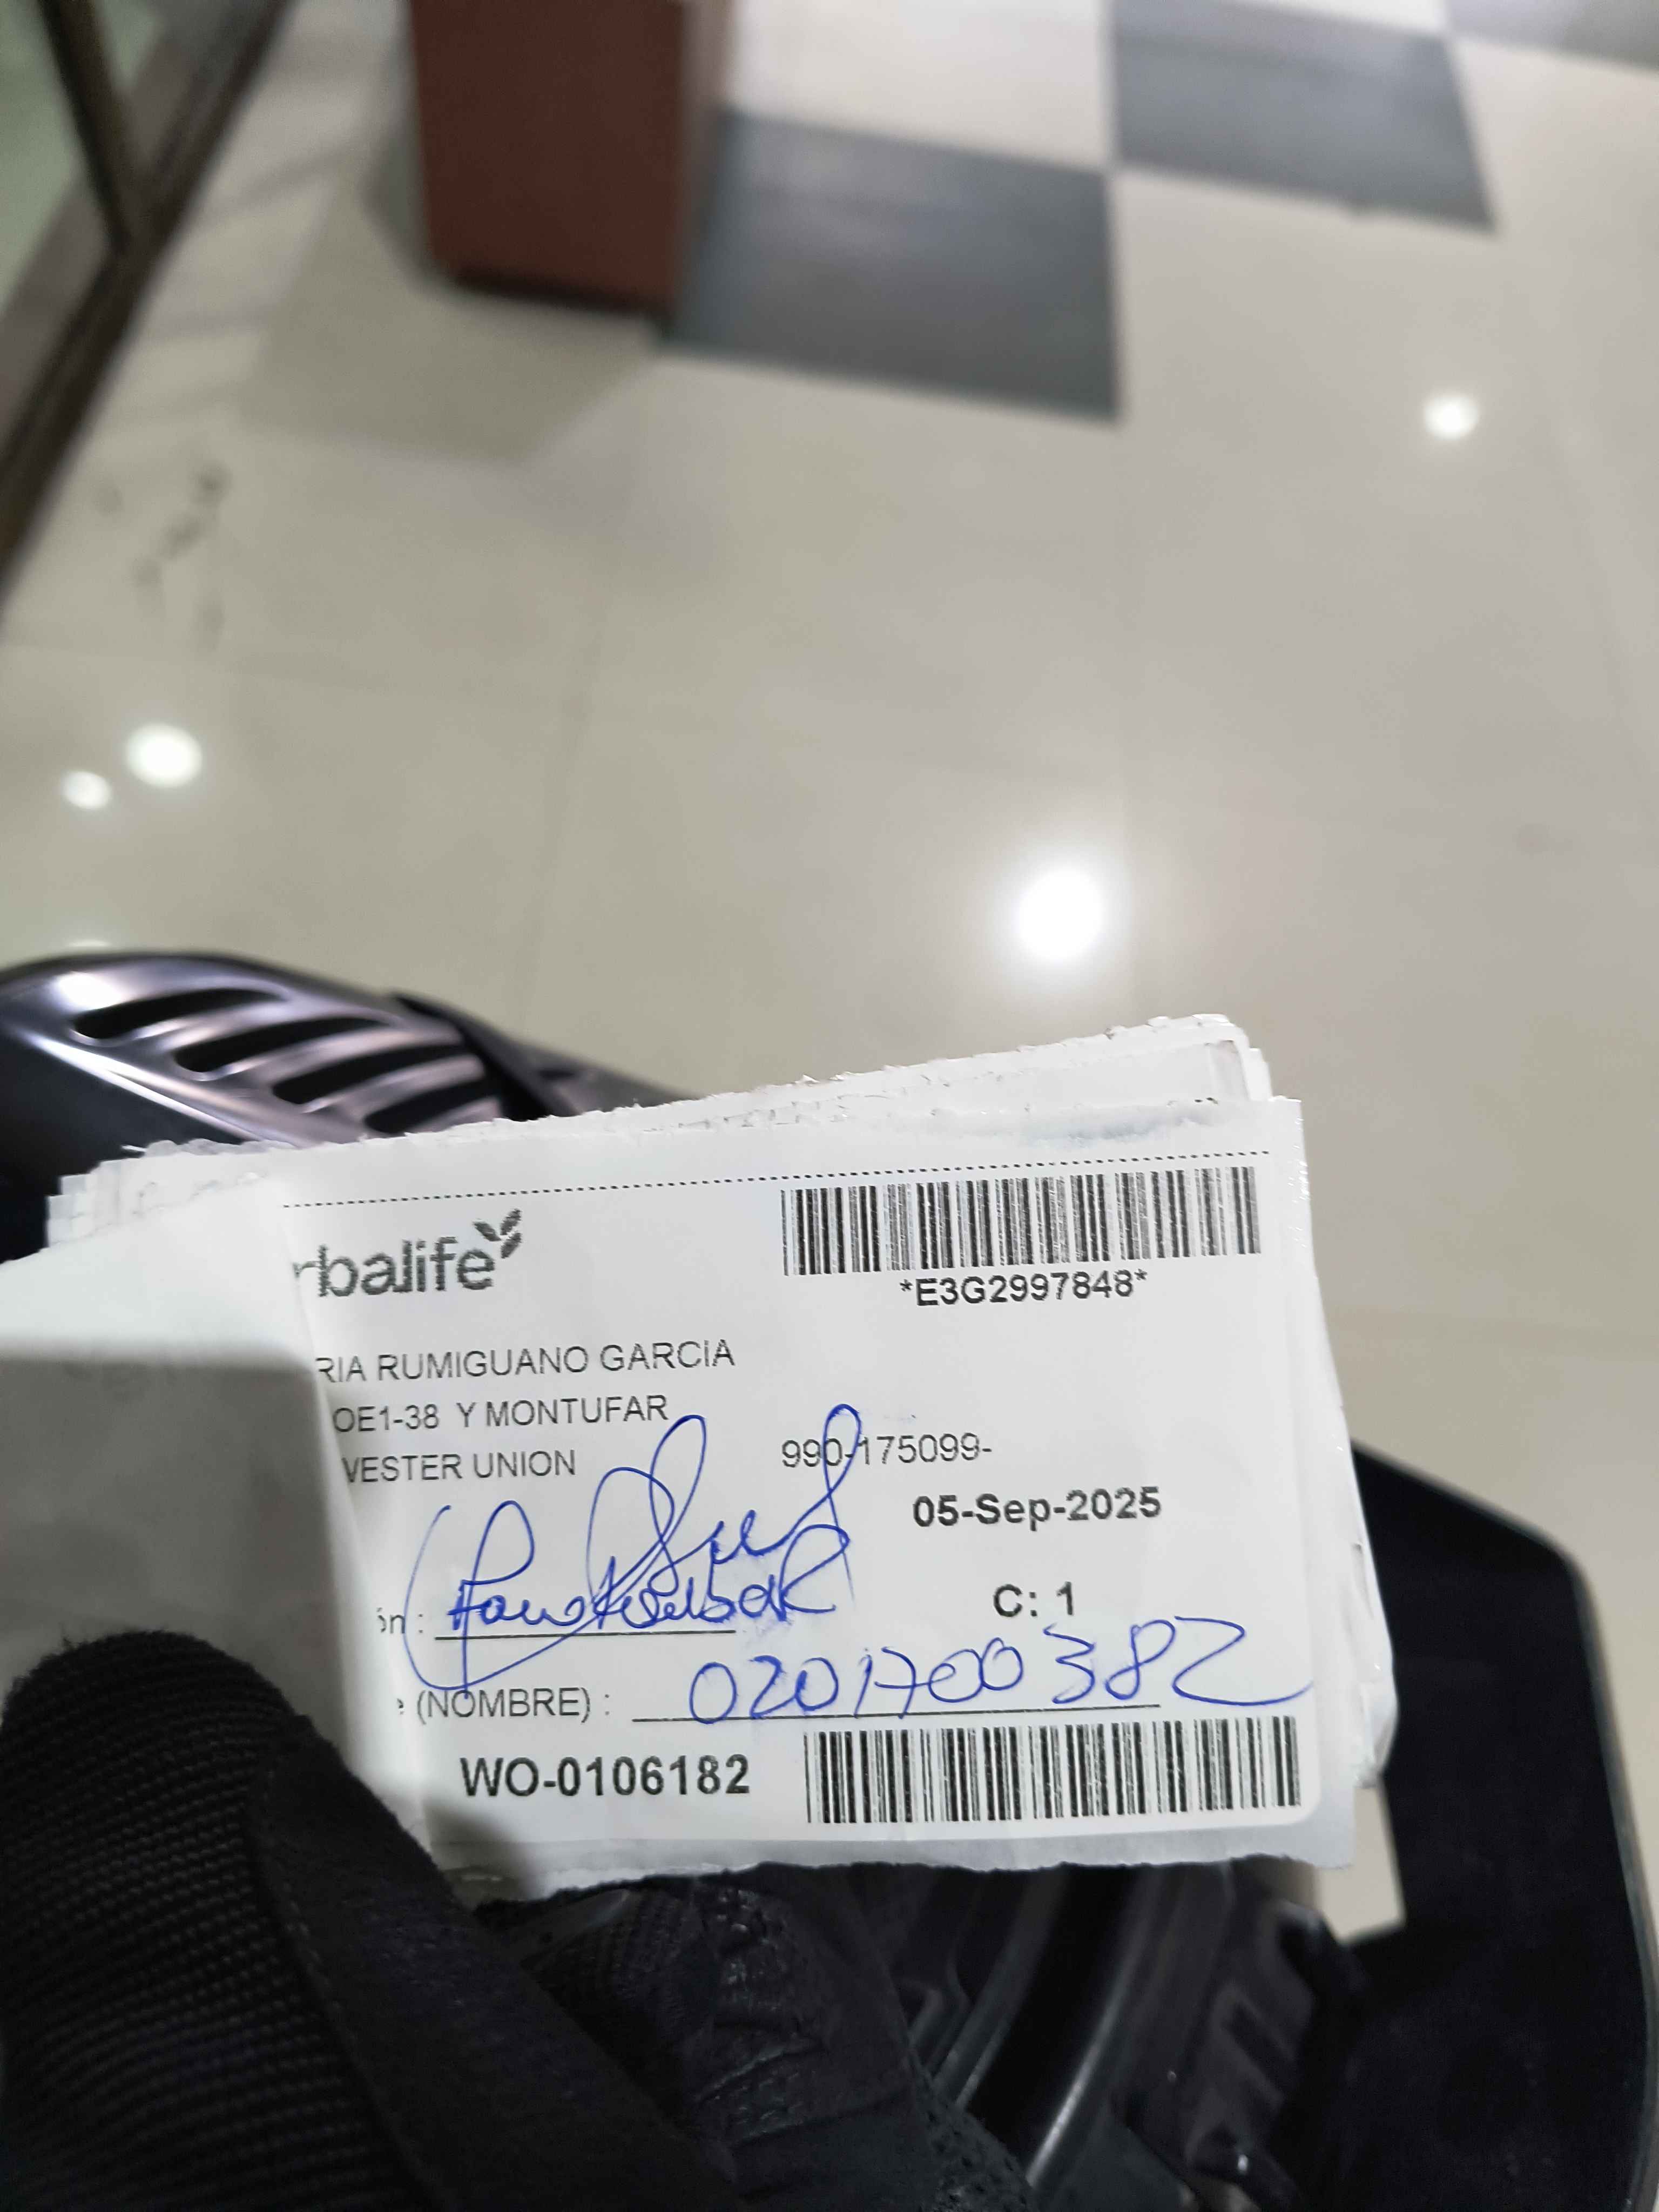 rbalife
*E3G2997848*
RIA RUMIGUANO GARCIA
OE1-38 Y MONTUFAR
VESTER UNION 990-175099-
05-Sep-2025
ón :
C: 1
e (NOMBRE) : 0201700382
WO-0106182